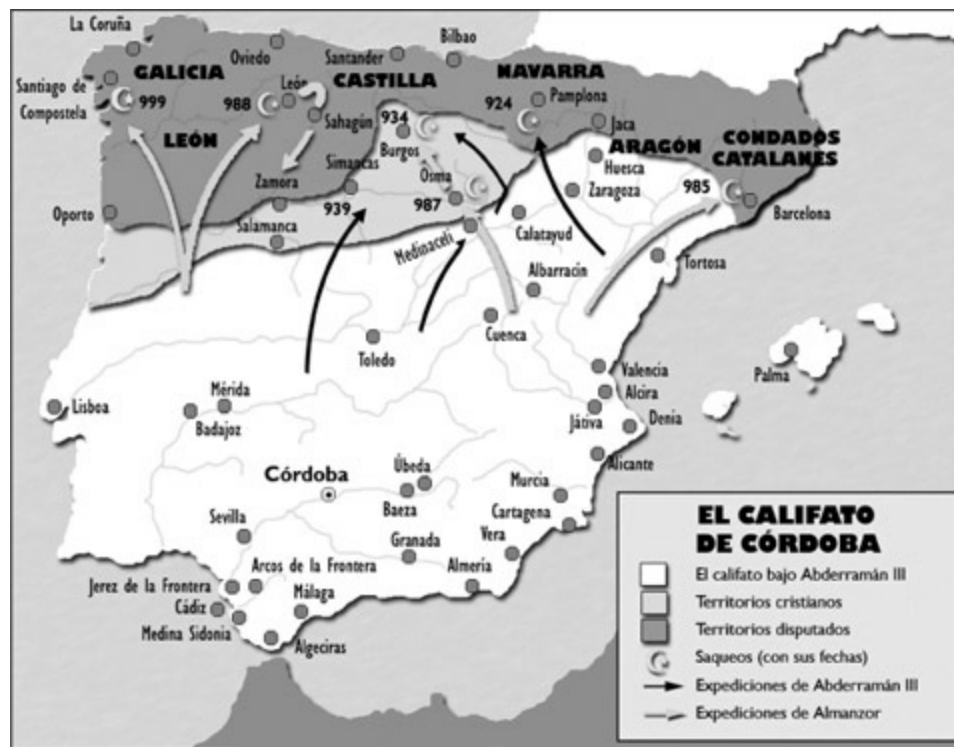 La Coruña
Oviedo
Santander
Bilbao
GALICIA
CASTILLA
NAVARRA
Santiago de
Compostela
999
988
León
934
924
Pamplona
Sahagún
Jaca
LEÓN
Burgos
ARAGÓN
CONDADOS
CATALANES
Simancas
Huesca
Zamora
Osma
Zaragoza
985
Oporto
939
987
Barcelona
Salamanca
Medinaceli
Calatayud
Tortosa
Albarracín
Cuenca
Toledo
Valencia
Palma
Alcira
Lisboa
Mérida
Badajoz
Játiva
Denia
Alicante
Córdoba
Úbeda
Baeza
Murcia
Cartagena
Sevilla
Granada
Vera
Jerez de la Frontera
Arcos de la Frontera
Almería
Cádiz
Málaga
Medina Sidonia
Algeciras
EL CALIFATO
DE CÓRDOBA
El califato bajo Abderramán III
Territorios cristianos
Territorios disputados
Saqueos (con sus fechas)
Expediciones de Abderramán III
Expediciones de Almanzor